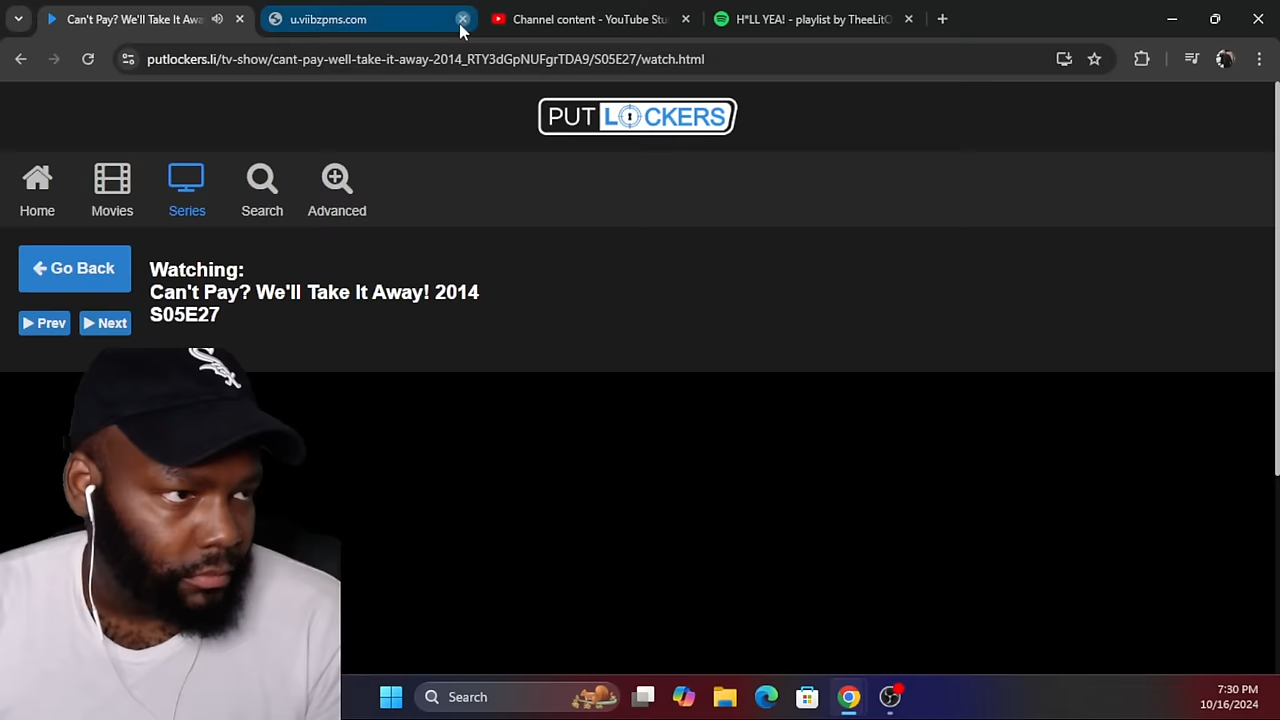 Can't Pay? We'll Take It Awa
u.viibzpms.com
Channel content - YouTube Stu
H*LL YEA! - playlist by TheeLitO
putlockers.li/tv-show/cant-pay-well-take-it-away-2014_RTY3dGpNUFgrTDA9/S05E27/watch.html
PUT LOCKERS
Home
Movies
Series
Search
Advanced
Go Back
Watching:
Can't Pay? We'll Take It Away! 2014
S05E27
Prev
Next
Sox
Search
7:30 PM
10/16/2024